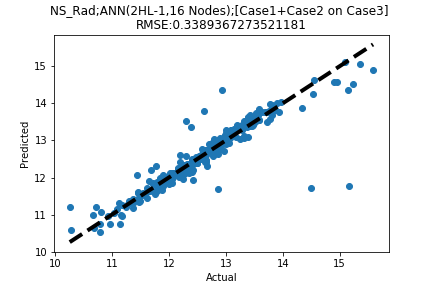 NS_Rad;ANN(2HL-1,16 Nodes);[Case1+Case2 on Case3]
RMSE:0.3389367273521181
15
14
13
12
11
10
Predicted
10 11 12 13 14 15
Actual